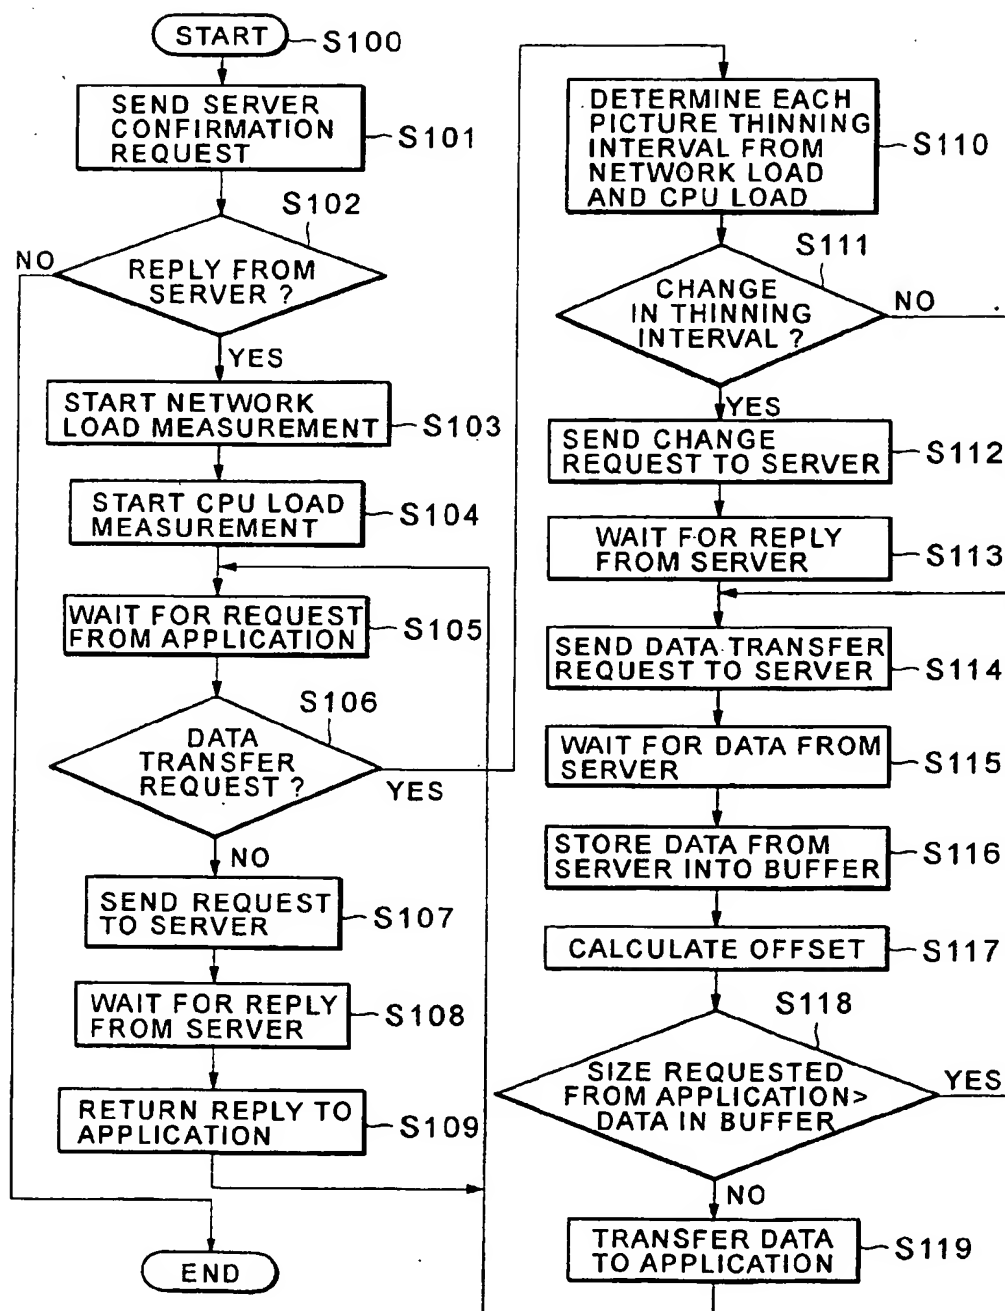 START
S100
SEND SERVER
CONFIRMATION
REQUEST
S101
S102
NO
REPLY FROM
SERVER ?
YES
START NETWORK
LOAD MEASUREMENT
S103
START CPU LOAD
MEASUREMENT
S104
WAIT FOR REQUEST
FROM APPLICATION
S105
S106
DATA
TRANSFER
REQUEST ?
YES
NO
SEND REQUEST
TO SERVER
S107
WAIT FOR REPLY
FROM SERVER
S108
RETURN REPLY TO
APPLICATION
S109
END
DETERMINE EACH
PICTURE THINNING
INTERVAL FROM
NETWORK LOAD
AND CPU LOAD
S110
S111
CHANGE
IN THINNING
INTERVAL ?
NO
YES
SEND CHANGE
REQUEST TO SERVER
S112
WAIT FOR REPLY
FROM SERVER
S113
SEND DATA TRANSFER
REQUEST TO SERVER
S114
WAIT FOR DATA FROM
SERVER
S115
STORE DATA FROM
SERVER INTO BUFFER
S116
CALCULATE OFFSET
S117
S118
SIZE REQUESTED
FROM APPLICATION>
DATA IN BUFFER
YES
NO
TRANSFER DATA
TO APPLICATION
S119